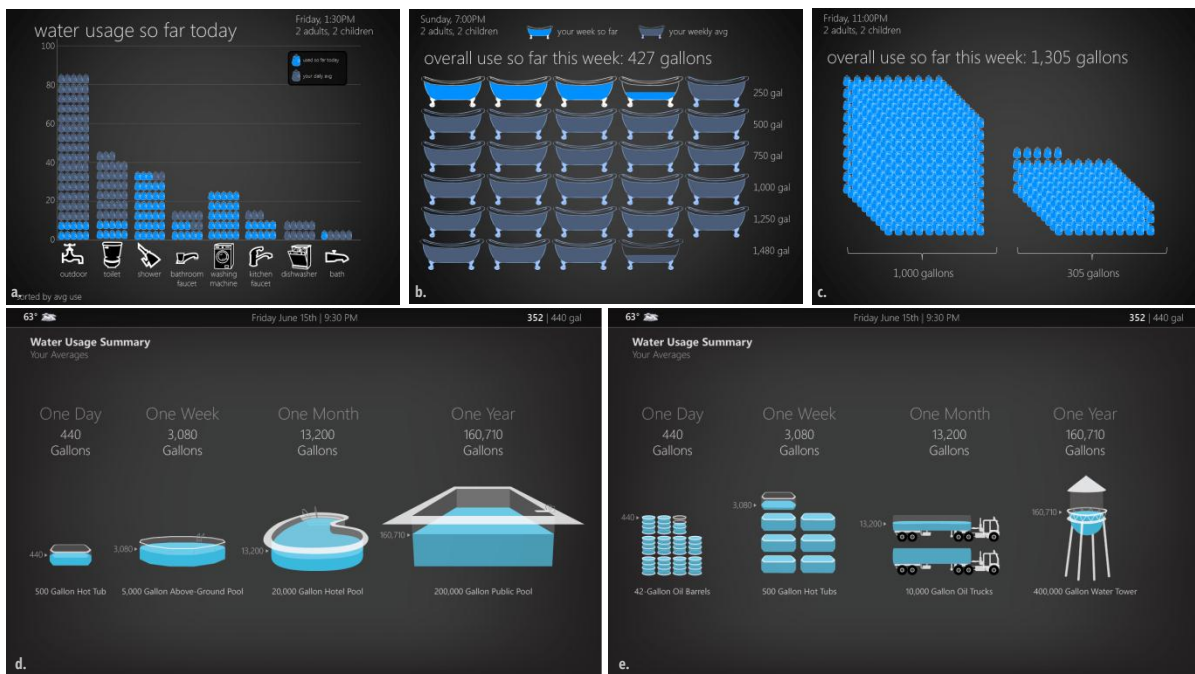 water usage so far today
Friday, 1:30PM
2 adults, 2 children
100
used so far today
your daily avg
80
60
40
20
0
outdoor
toilet
shower
bathroom
faucet
washing
machine
kitchen
faucet
dishwasher
bath
a.
sorted by avg use
Sunday, 7:00PM
2 adults, 2 children
your week so far
your weekly avg
overall use so far this week: 427 gallons
250 gal
500 gal
750 gal
1,000 gal
1,250 gal
1,480 gal
b.
Friday, 11:00PM
2 adults, 2 children
overall use so far this week: 1,305 gallons
1,000 gallons
305 gallons
c.
63°
Friday June 15th | 9:30 PM
352 | 440 gal
Water Usage Summary
Your Averages
One Day
440
Gallons
One Week
3,080
Gallons
One Month
13,200
Gallons
One Year
160,710
Gallons
440
3,080
13,200
160,710
500 Gallon Hot Tub
5,000 Gallon Above-Ground Pool
20,000 Gallon Hotel Pool
200,000 Gallon Public Pool
d.
63°
Friday June 15th | 9:30 PM
352 | 440 gal
Water Usage Summary
Your Averages
One Day
440
Gallons
One Week
3,080
Gallons
One Month
13,200
Gallons
One Year
160,710
Gallons
440
3,080
13,200
160,710
42-Gallon Oil Barrels
500 Gallon Hot Tubs
10,000 Gallon Oil Trucks
400,000 Gallon Water Tower
e.